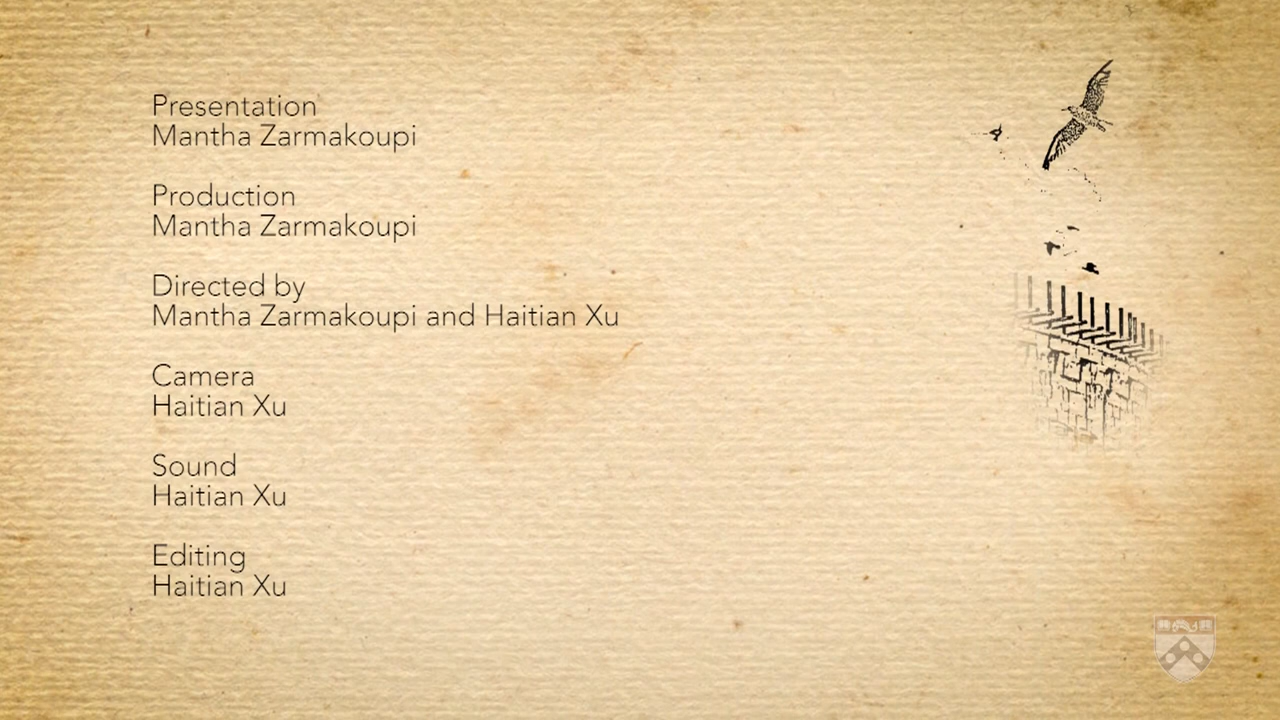 Presentation
Mantha Zarmakoupi
Production
Mantha Zarmakoupi
Directed by
Mantha Zarmakoupi and Haitian Xu
Camera
Haitian Xu
Sound
Haitian Xu
Editing
Haitian Xu